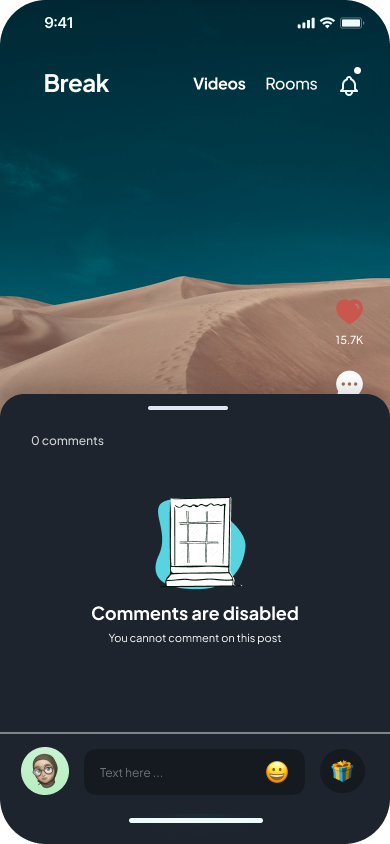 9:41
Break
Videos
Rooms
15.7K
0 comments
Comments are disabled
You cannot comment on this post
Text here ...